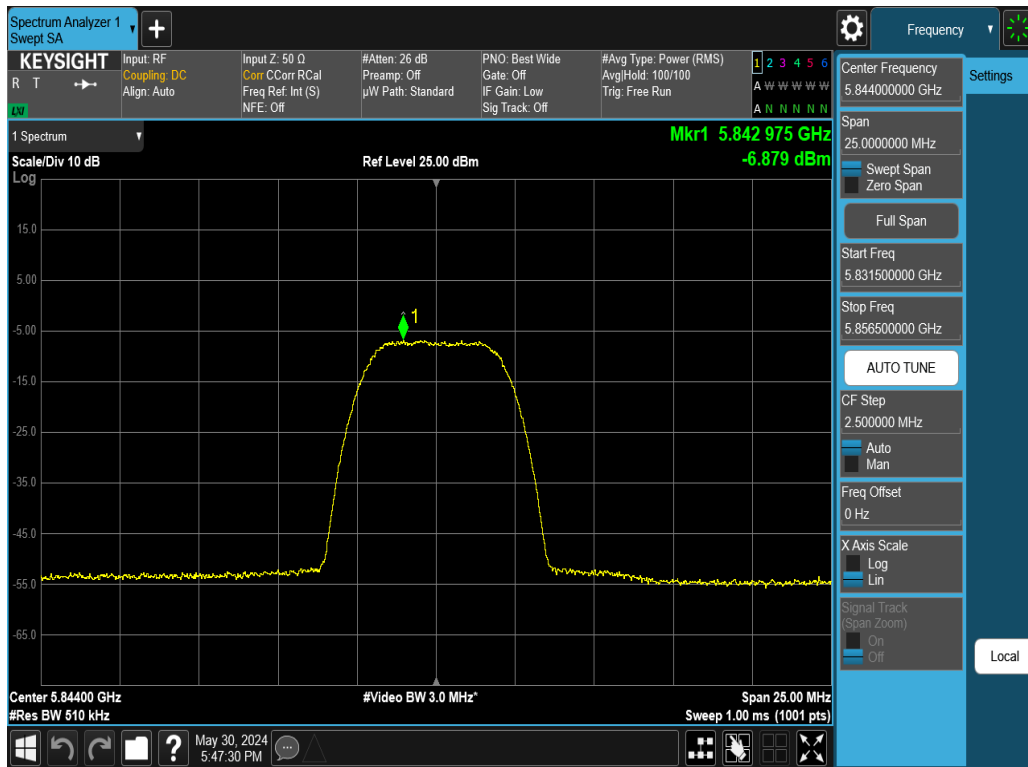 Spectrum Analyzer 1
Swept SA
+
Frequency
KEYSIGHT
R T
LXI
Input: RF
Coupling: DC
Align: Auto
Input Z: 50 Ω
Corr CCorr RCal
Freq Ref: Int (S)
NFE: Off
#Atten: 26 dB
Preamp: Off
µW Path: Standard
PNO: Best Wide
Gate: Off
IF Gain: Low
Sig Track: Off
#Avg Type: Power (RMS)
Avg|Hold: 100/100
Trig: Free Run
1 2 3 4 5 6
A W W W W W
A N N N N N
1 Spectrum
Mkr1 5.842 975 GHz
-6.879 dBm
Scale/Div 10 dB
Ref Level 25.00 dBm
Log
15.0
5.00
-5.00
-15.0
-25.0
-35.0
-45.0
-55.0
-65.0
1
Center 5.84400 GHz
#Video BW 3.0 MHz*
Span 25.00 MHz
#Res BW 510 kHz
Sweep 1.00 ms (1001 pts)
Center Frequency
5.844000000 GHz
Settings
Span
25.0000000 MHz
Swept Span
Zero Span
Full Span
Start Freq
5.831500000 GHz
Stop Freq
5.856500000 GHz
AUTO TUNE
CF Step
2.500000 MHz
Auto
Man
Freq Offset
0 Hz
X Axis Scale
Log
Lin
Signal Track
(Span Zoom)
On
Off
Local
?
May 30, 2024
5:47:30 PM